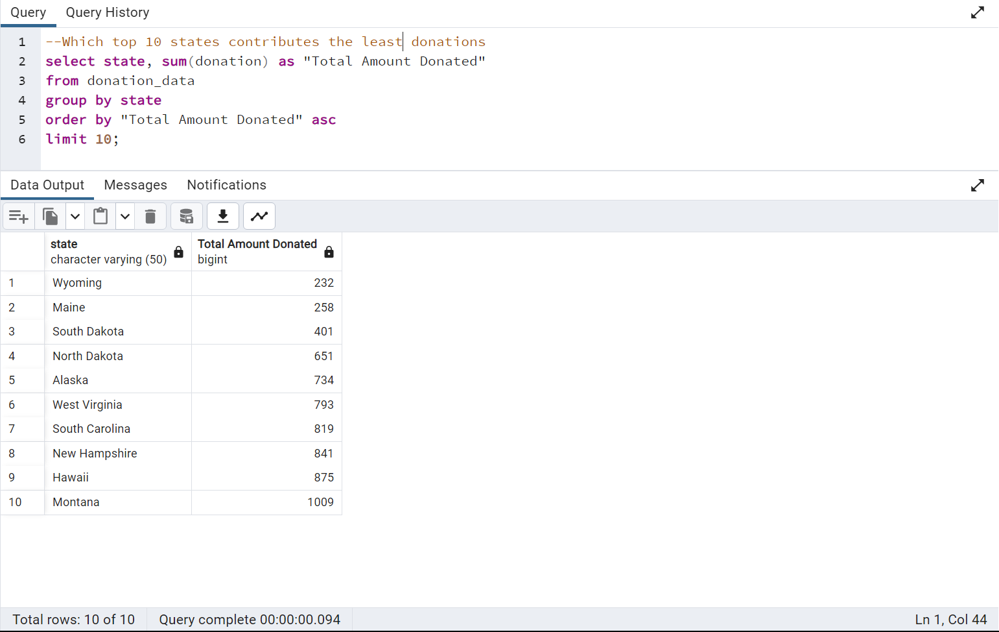 Query Query History
1 --Which top 10 states contributes the least donations
2 select state, sum(donation) as "Total Amount Donated"
3 from donation_data
4 group by state
5 order by "Total Amount Donated" asc
6 limit 10;
Data Output Messages Notifications
state Total Amount Donated
character varying (50) bigint
1 Wyoming 232
2 Maine 258
3 South Dakota 401
4 North Dakota 651
5 Alaska 734
6 West Virginia 793
7 South Carolina 819
8 New Hampshire 841
9 Hawaii 875
10 Montana 1009
Total rows: 10 of 10 Query complete 00:00:00.094 Ln 1, Col 44